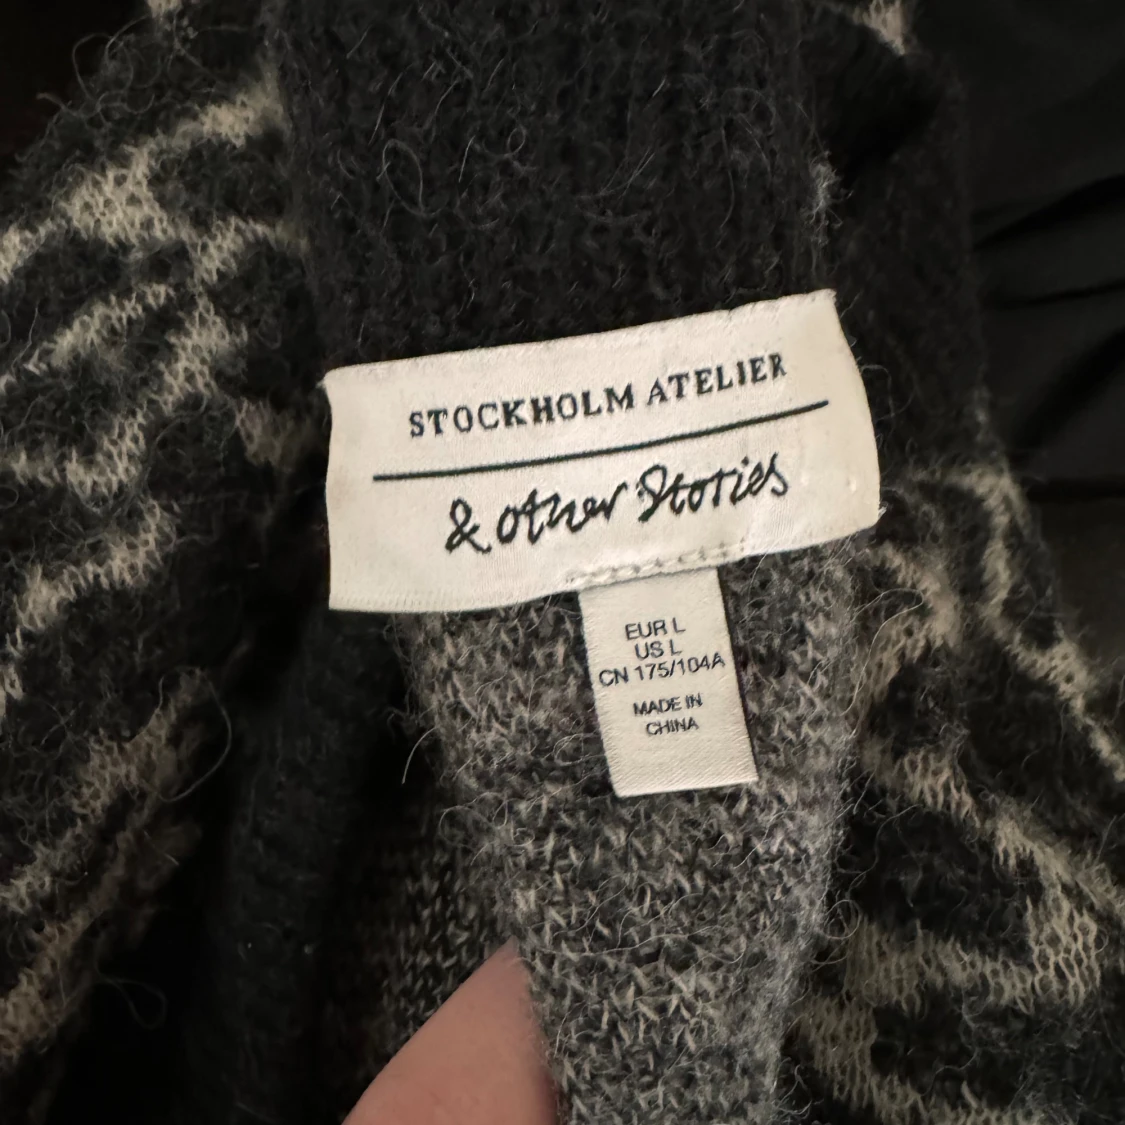 STOCKHOLM ATELIER
& other Stories
EUR L
US L
CN 175/104A
MADE IN
CHINA